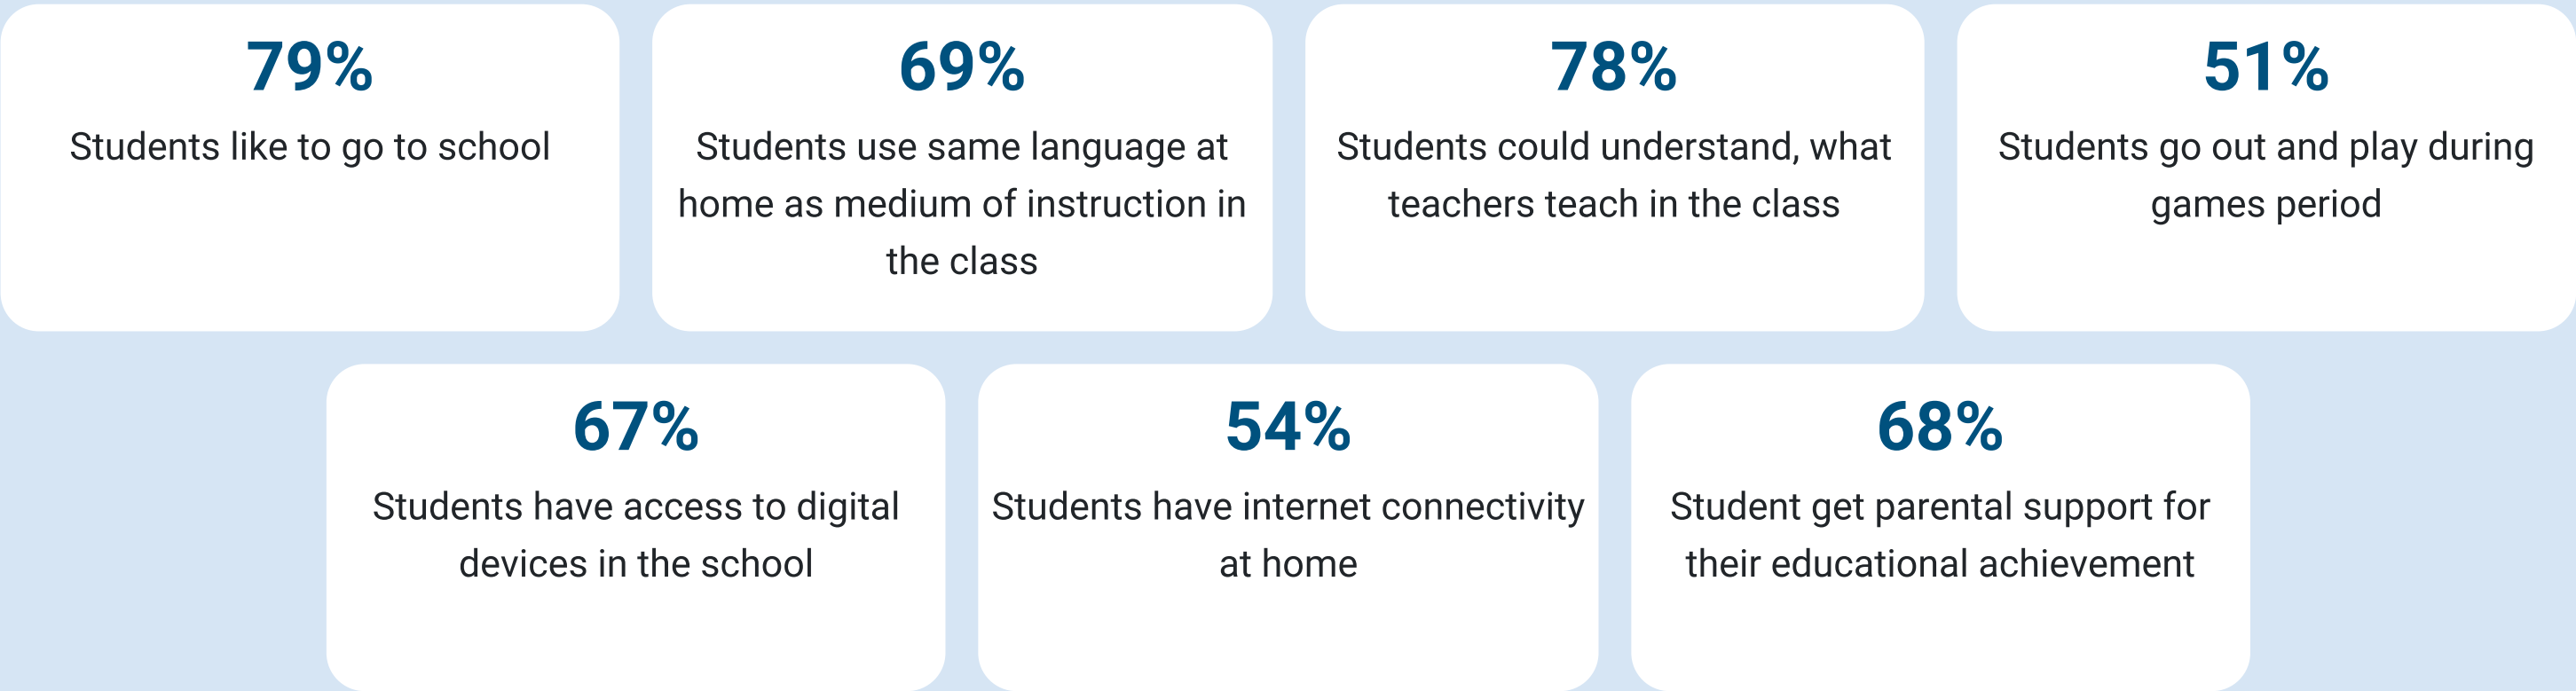 79%
Students like to go to school
69%
Students use same language at
home as medium of instruction in
the class
78%
Students could understand, what
teachers teach in the class
51%
Students go out and play during
games period
67%
Students have access to digital
devices in the school
54%
Students have internet connectivity
at home
68%
Student get parental support for
their educational achievement